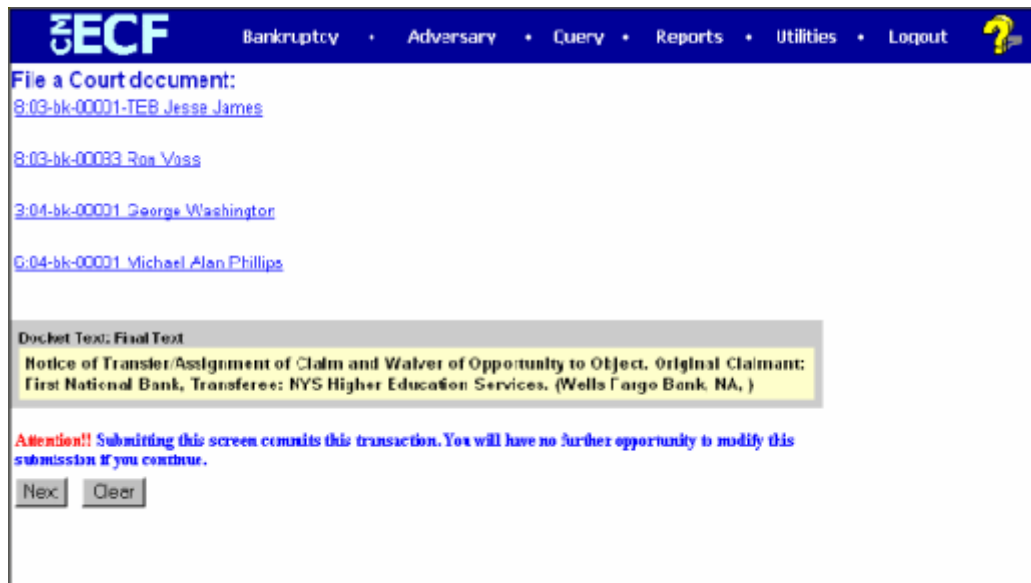 CM ECF Bankruptcy · Adversary · Query · Reports · Utilities · Logout ?
File a Court document:
8:03-bk-00001-TEB Jesse James
8:03-bk-00033 Ron Voss
3:04-bk-00001 George Washington
6:04-bk-00001 Michael Alan Phillips
Docket Text: Final Text
Notice of Transfer/Assignment of Claim and Waiver of Opportunity to Object. Original Claimant:
First National Bank, Transferee: NYS Higher Education Services. (Wells Fargo Bank, NA, )
Attention!! Submitting this screen commits this transaction. You will have no further opportunity to modify this
submission if you continue.
Next Clear